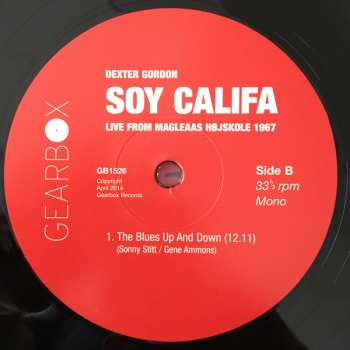 DEXTER GORDON
SOY CALIFA
LIVE FROM MAGLEAAS HØJSKOLE 1967
GEARBOX
GB1526
Copyright
April 2014
Gearbox Records
Side B
33⅓ rpm
Mono
1. The Blues Up And Down (12.11)
(Sonny Stitt / Gene Ammons)